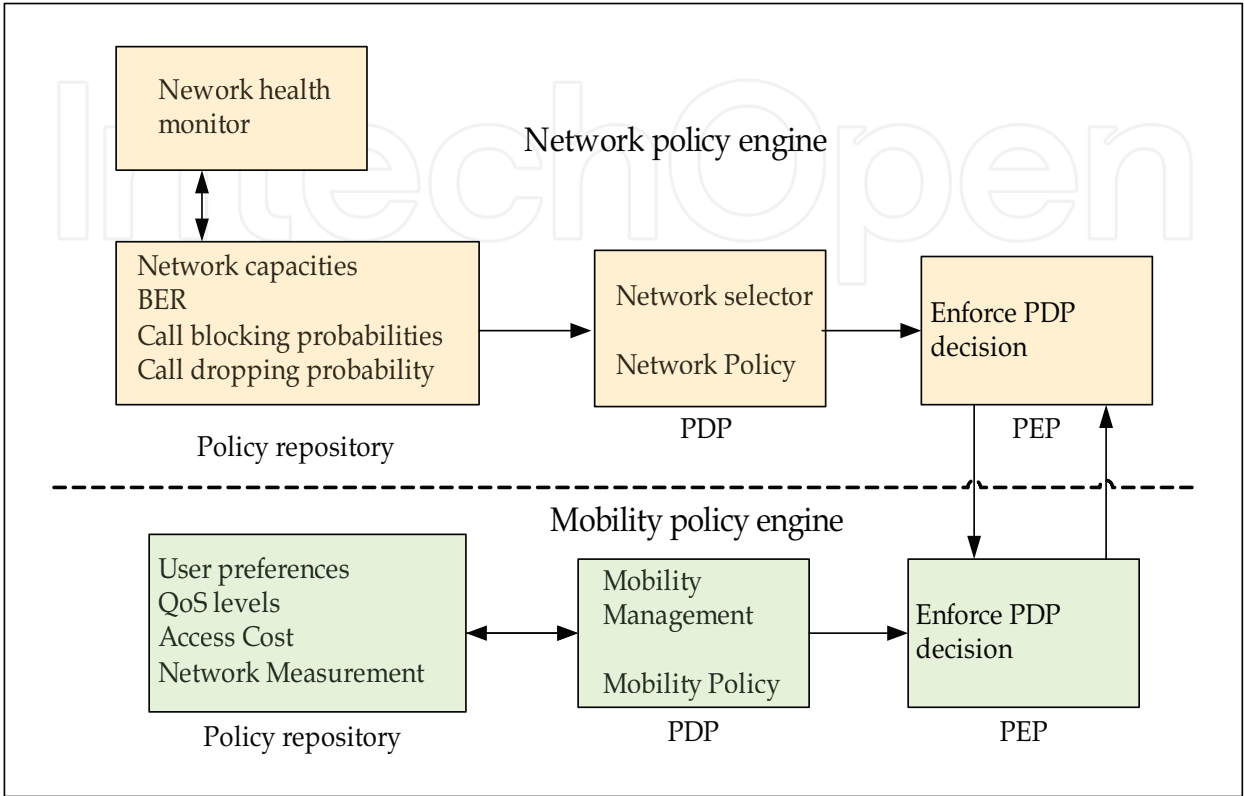 IntechOpen
Nework health
monitor
Network policy engine
Network capacities
BER
Call blocking probabilities
Call dropping probability
Policy repository
Network selector
Network Policy
PDP
Enforce PDP
decision
PEP
Mobility policy engine
User preferences
QoS levels
Access Cost
Network Measurement
Policy repository
Mobility
Management
Mobility Policy
PDP
Enforce PDP
decision
PEP